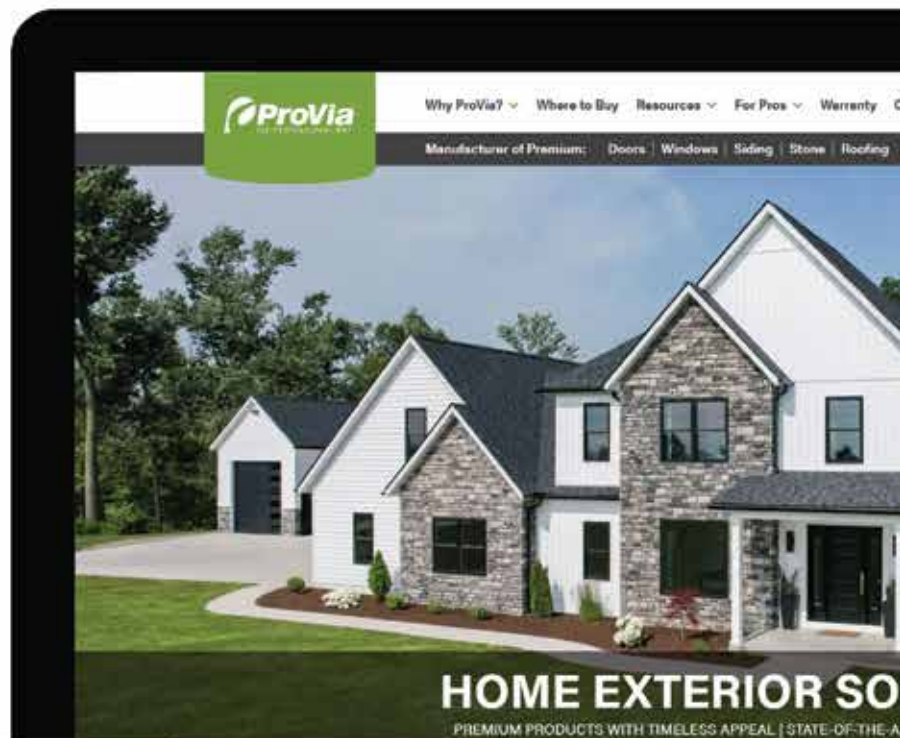 ProVia
Why ProVia? Where to Buy Resources For Pros Warranty
Manufacturer of Premium: Doors | Windows | Siding | Stone | Roofing
HOME EXTERIOR SO
PREMIUM PRODUCTS WITH TIMELESS APPEAL | STATE-OF-THE-A